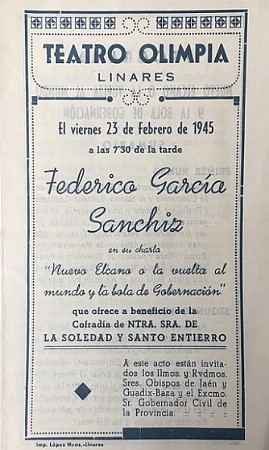 TEATRO OLIMPIA
LINARES
El viernes 23 de febrero de 1945
a las 7'30 de la tarde
Federico García
Sanchiz
en su charla
"Nuevo Elcano o la vuelta al
mundo y la bola de Gobernación"
que ofrece a beneficio de la
Cofradía de NTRA. SRA. DE
LA SOLEDAD Y SANTO ENTIERRO
A este acto están invita-
dos los Ilmos. y Rvdmos.
Sres. Obispos de Jaén y
Guadix-Baza y el Excmo.
Sr. Gobernador Civil de
la Provincia.
Imp. López Hnos.-Linares